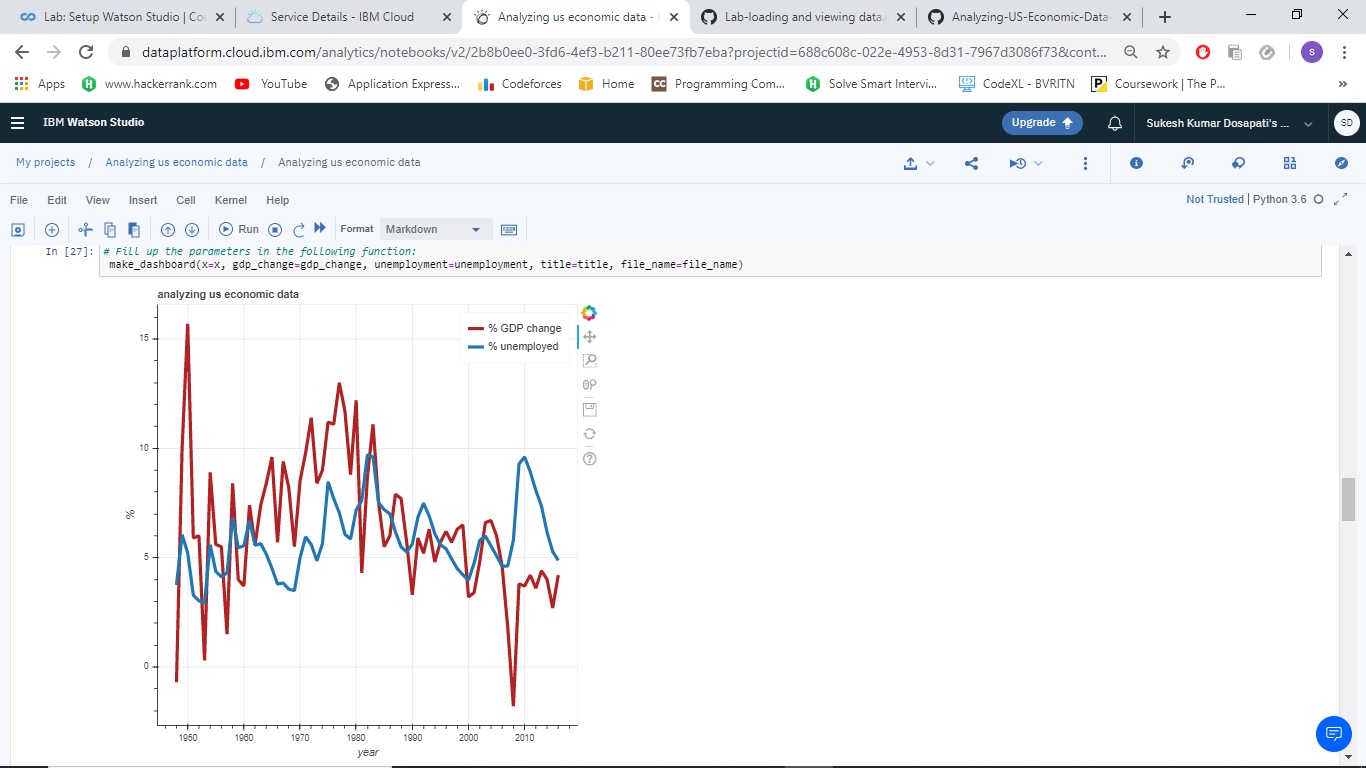 Lab: Setup Watson Studio | Cou
Service Details - IBM Cloud
Analyzing us economic data -
Lab-loading and viewing data.i
Analyzing-US-Economic-Data-
dataplatform.cloud.ibm.com/analytics/notebooks/v2/2b8b0ee0-3fd6-4ef3-b211-80ee73fb7eba?projectid=688c608c-022e-4953-8d31-7967d3086f73&cont...
S
Apps
www.hackerrank.com
YouTube
Application Express...
Codeforces
Home
CC Programming Com...
Solve Smart Intervi...
CodeXL - BVRITN
Coursework | The P...
IBM Watson Studio
Upgrade
Sukesh Kumar Dosapati's ...
SD
My projects / Analyzing us economic data / Analyzing us economic data
File Edit View Insert Cell Kernel Help
Not Trusted | Python 3.6
Run
Format
Markdown
In [27]: # Fill up the parameters in the following function:
make_dashboard(x=x, gdp_change=gdp_change, unemployment=unemployment, title=title, file_name=file_name)
analyzing us economic data
% GDP change
% unemployed
15
10
5
0
%
1950 1960 1970 1980 1990 2000 2010
year